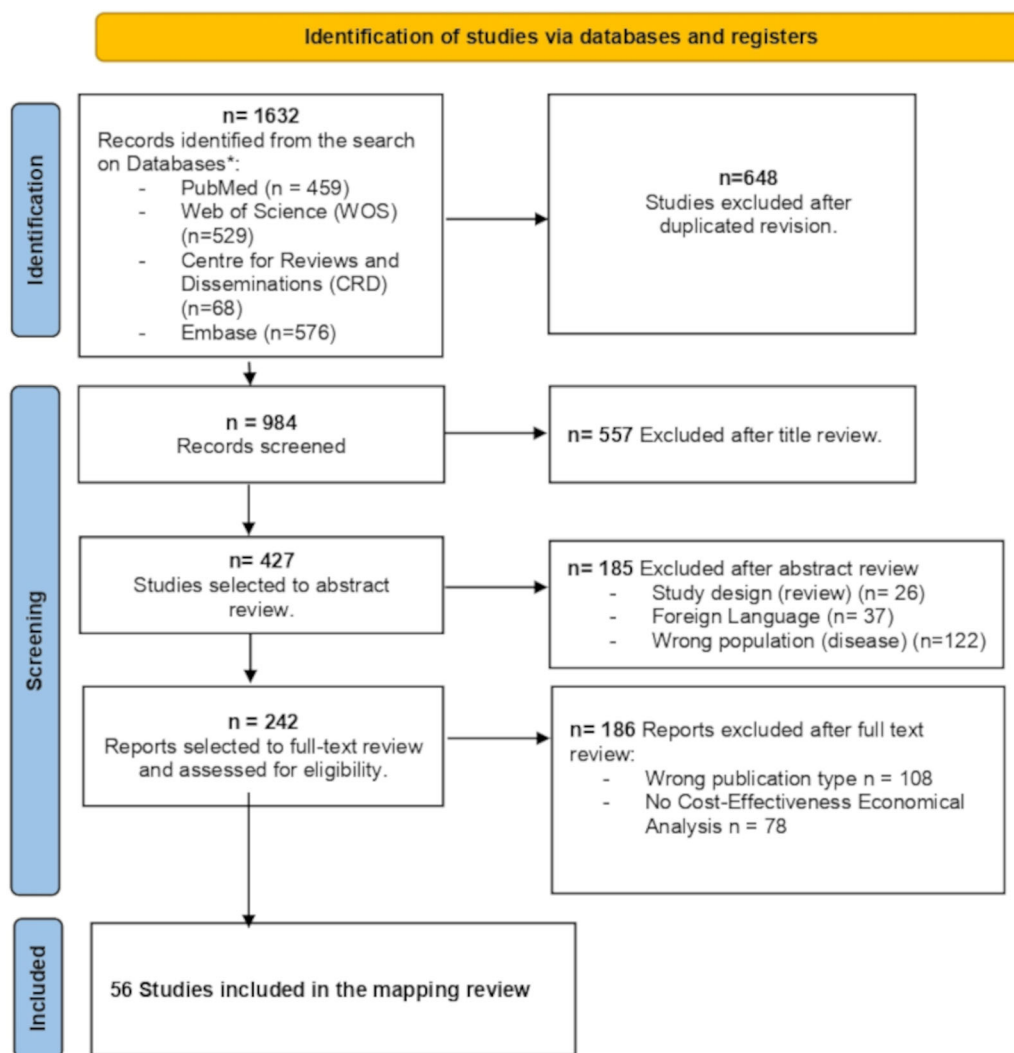 Identification of studies via databases and registers
Identification
n= 1632
Records identified from the search
on Databases*:
- PubMed (n = 459)
- Web of Science (WOS)
(n=529)
- Centre for Reviews and
Disseminations (CRD)
(n=68)
- Embase (n=576)
n=648
Studies excluded after
duplicated revision.
Screening
n = 984
Records screened
n= 557 Excluded after title review.
n= 427
Studies selected to abstract
review.
n= 185 Excluded after abstract review
- Study design (review) (n= 26)
- Foreign Language (n= 37)
- Wrong population (disease) (n=122)
n = 242
Reports selected to full-text review
and assessed for eligibility.
n= 186 Reports excluded after full text
review:
- Wrong publication type n = 108
- No Cost-Effectiveness Economical
Analysis n = 78
Included
56 Studies included in the mapping review